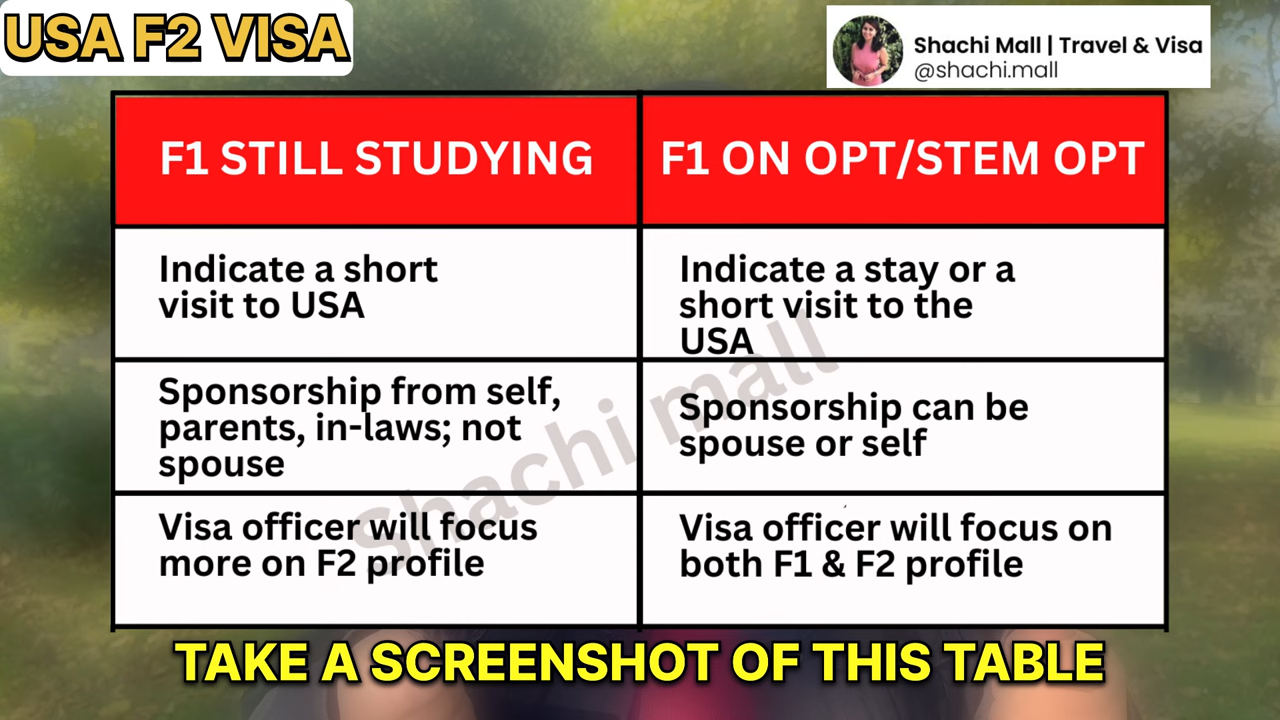 USA F2 VISA
Shachi Mall | Travel & Visa
@shachi.mall
F1 STILL STUDYING
F1 ON OPT/STEM OPT
Indicate a short
visit to USA
Indicate a stay or a
short visit to the
USA
Sponsorship from self,
parents, in-laws; not
spouse
Sponsorship can be
spouse or self
Visa officer will focus
more on F2 profile
Visa officer will focus on
both F1 & F2 profile
Shachi mall
TAKE A SCREENSHOT OF THIS TABLE